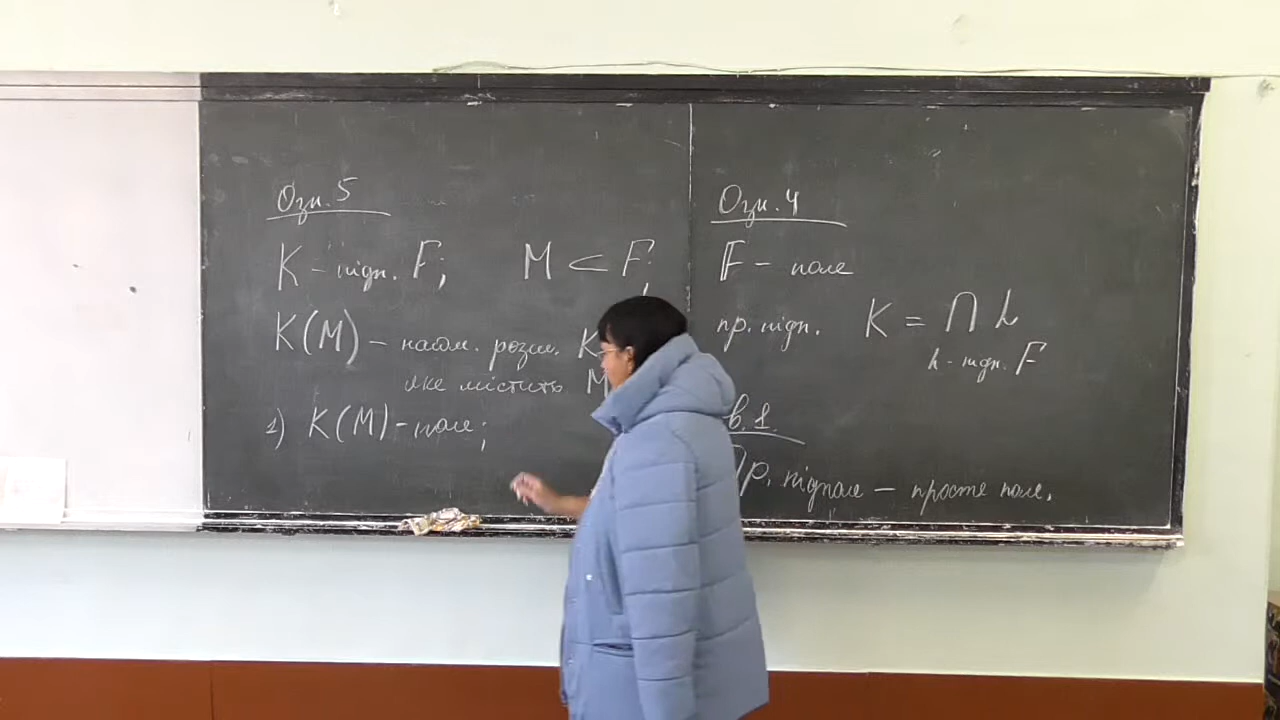 Озн. 5
K - підп. F; M ⊂ F;
K(M) - найм. розш. K
яке містить M
1) K(M) - поле;
Озн. 4
𝔽 - поле
пр. підп. K = ∩ L
L - підп. F
в. 1.
Пр. підполе - просте поле.